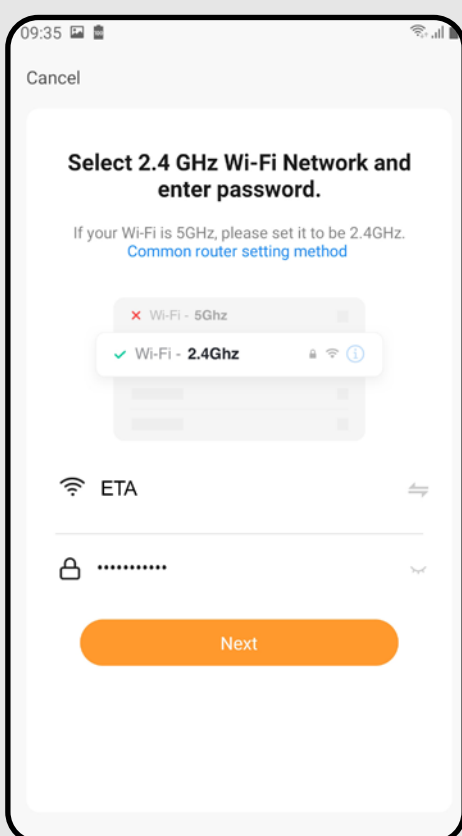 09:35
Cancel
Select 2.4 GHz Wi-Fi Network and
enter password.
If your Wi-Fi is 5GHz, please set it to be 2.4GHz.
Common router setting method
Wi-Fi - 5Ghz
Wi-Fi - 2.4Ghz
ETA
•••••••••••
Next